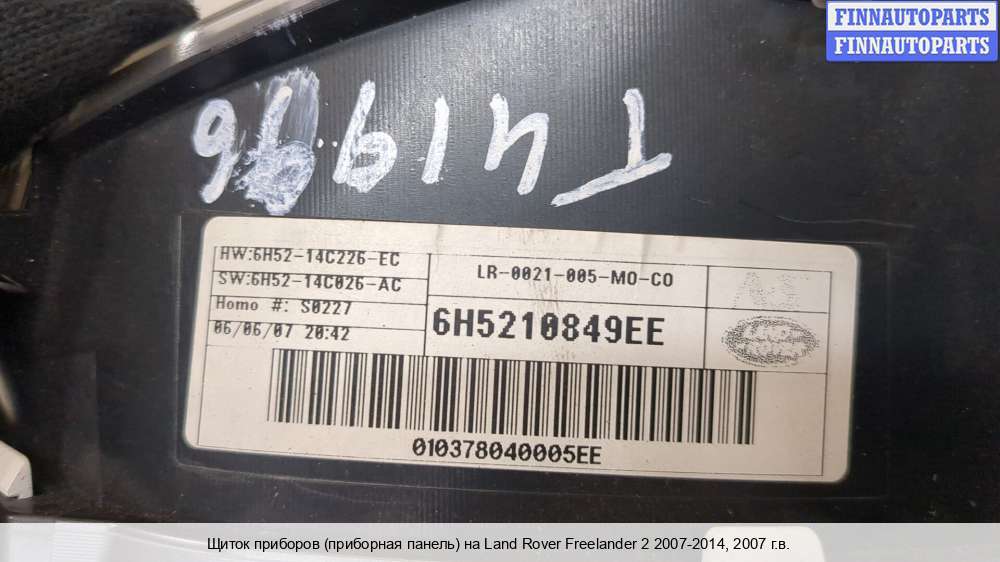 FINNAUTOPARTS
FINNAUTOPARTS
HW:6H52-14C226-EC
SW:6H52-14C026-AC
Homo #: S0227
06/06/07 20:42
LR-0021-005-MO-CO
6H5210849EE
010378040005EE
Щиток приборов (приборная панель) на Land Rover Freelander 2 2007-2014, 2007 г.в.